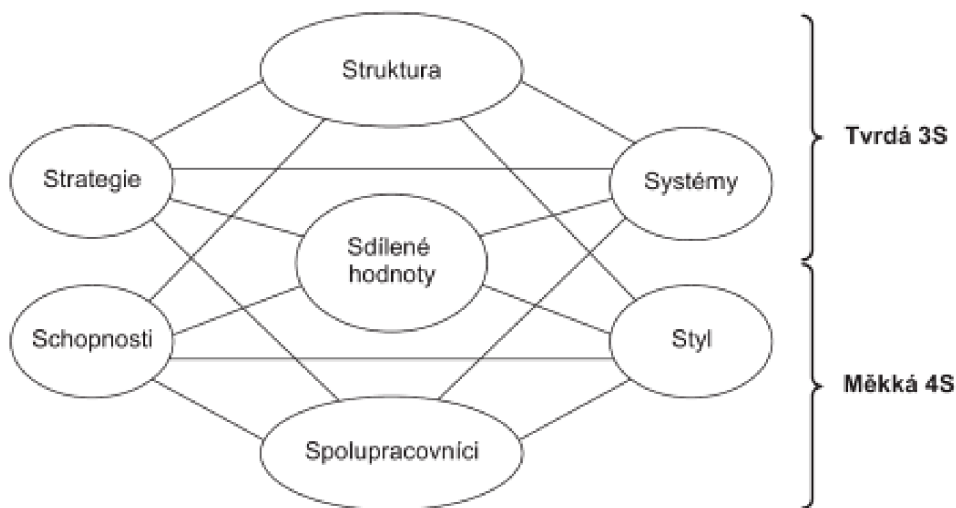 Struktura
Tvrdá 3S
Strategie
Systémy
Sdílené
hodnoty
Schopnosti
Styl
Měkká 4S
Spolupracovníci